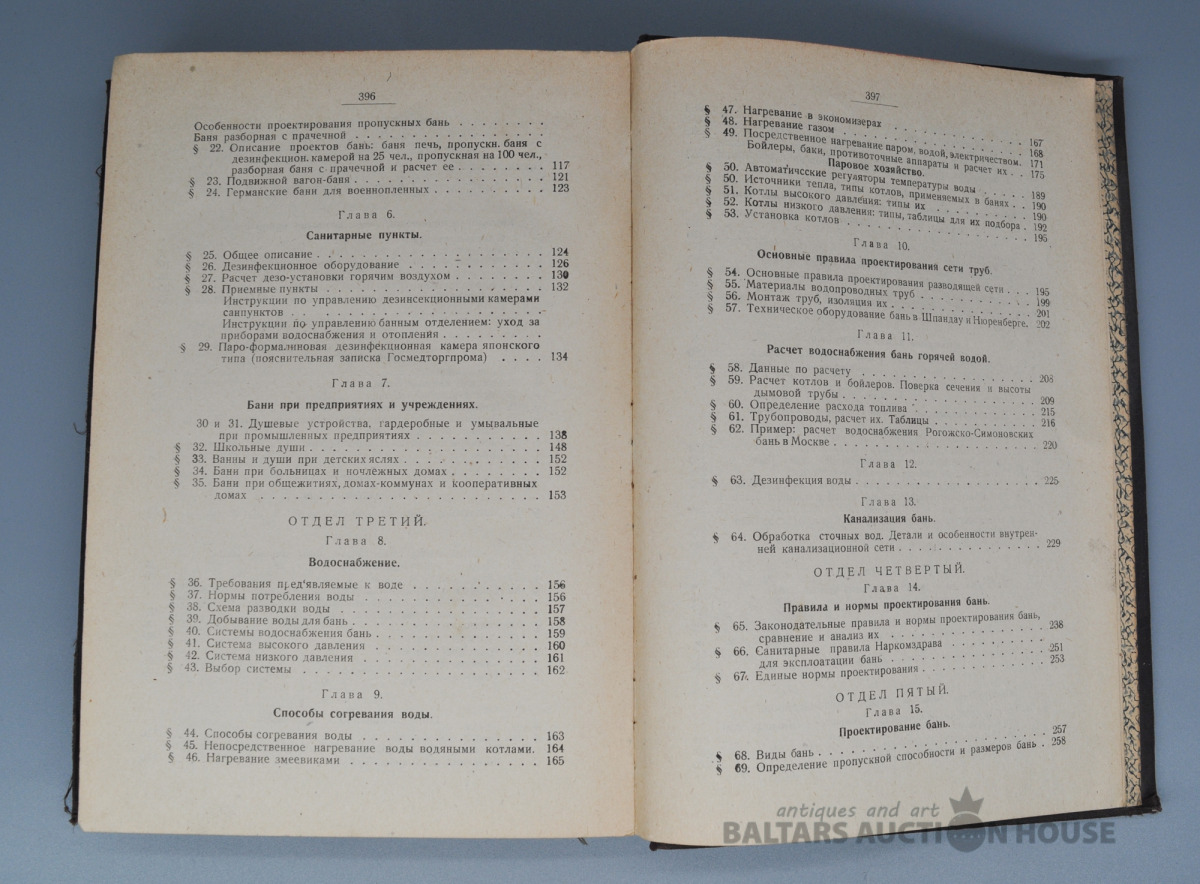 396
Особенности проектирования пропускных бань . . . . . . .
Баня разборная с прачечной . . . . . . . . . . . . . .
§ 22. Описание проектов бань: баня печь, пропускн. баня с
дезинфекцион. камерой на 25 чел., пропускная на 100 чел.,
разборная баня с прачечной и расчет ее . . . . . . . 117
§ 23. Подвижной вагон-баня . . . . . . . . . . . . . . 121
§ 24. Германские бани для военнопленных . . . . . . . . 123
Глава 6.
Санитарные пункты.
§ 25. Общее описание . . . . . . . . . . . . . . . . . 124
§ 26. Дезинфекционное оборудование . . . . . . . . . . 126
§ 27. Расчет дезо-установки горячим воздухом . . . . . . 130
§ 28. Приемные пункты . . . . . . . . . . . . . . . . 132
Инструкции по управлению дезинсекционными камерами
санпунктов . . . . . . . . . . . . . . . . . . .
Инструкции по управлению банным отделением: уход за
приборами водоснабжения и отопления . . . . . . . .
§ 29. Паро-формалиновая дезинфекционная камера японского
типа (пояснительная записка Госмедторгпрома) . . . . 134
Глава 7.
Бани при предприятиях и учреждениях.
30 и 31. Душевые устройства, гардеробные и умывальные
при промышленных предприятиях . . . . . . . . . . 138
§ 32. Школьные души . . . . . . . . . . . . . . . . . 148
§ 33. Ванны и души при детских яслях . . . . . . . . . . 152
§ 34. Бани при больницах и ночлежных домах . . . . . . . 152
§ 35. Бани при общежитиях, домах-коммунах и кооперативных
домах . . . . . . . . . . . . . . . . . . . . . 153
ОТДЕЛ ТРЕТИЙ.
Глава 8.
Водоснабжение.
§ 36. Требования пред'являемые к воде . . . . . . . . . 156
§ 37. Нормы потребления воды . . . . . . . . . . . . . 156
§ 38. Схема разводки воды . . . . . . . . . . . . . . . 157
§ 39. Добывание воды для бань . . . . . . . . . . . . . 158
§ 40. Системы водоснабжения бань . . . . . . . . . . . . 159
§ 41. Система высокого давления . . . . . . . . . . . . 160
§ 42. Система низкого давления . . . . . . . . . . . . . 161
§ 43. Выбор системы . . . . . . . . . . . . . . . . . 162
Глава 9.
Способы согревания воды.
§ 44. Способы согревания воды . . . . . . . . . . . . . 163
§ 45. Непосредственное нагревание воды водяными котлами. 164
§ 46. Нагревание змеевиками . . . . . . . . . . . . . . 165
397
§ 47. Нагревание в экономизерах . . . . . . . . . . . . 167
§ 48. Нагревание газом . . . . . . . . . . . . . . . . 168
§ 49. Посредственное нагревание паром, водой, электричеством. 171
Бойлеры, баки, противоточные аппараты и расчет их . . 175
Паровое хозяйство.
§ 50. Автоматичсские регуляторы температуры воды . . . . 189
§ 50. Источники тепла, типы котлов, применяемых в банях . . 190
§ 51. Котлы высокого давления: типы их . . . . . . . . . 190
§ 52. Котлы низкого давления: типы, таблицы для их подбора . 192
§ 53. Установка котлов . . . . . . . . . . . . . . . . 195
Глава 10.
Основные правила проектирования сети труб.
§ 54. Основные правила проектирования разводящей сети . . . 195
§ 55. Материалы водопроводных труб . . . . . . . . . . . 199
§ 56. Монтаж труб, изоляция их . . . . . . . . . . . . . 201
§ 57. Техническое оборудование бань в Шпандау и Нюренберге. 202
Глава 11.
Расчет водоснабжения бань горячей водой.
§ 58. Данные по расчету . . . . . . . . . . . . . . . . 208
§ 59. Расчет котлов и бойлеров. Поверка сечения и высоты
дымовой трубы . . . . . . . . . . . . . . . . . 209
§ 60. Определение расхода топлива . . . . . . . . . . . 215
§ 61. Трубопроводы, расчет их. Таблицы . . . . . . . . . 216
§ 62. Пример: расчет водоснабжения Рогожско-Симоновских
бань в Москве . . . . . . . . . . . . . . . . . 220
Глава 12.
§ 63. Дезинфекция воды . . . . . . . . . . . . . . . . 225
Глава 13.
Канализация бань.
§ 64. Обработка сточных вод. Детали и особенности внутрен-
ней канализационной сети . . . . . . . . . . . . . 229
ОТДЕЛ ЧЕТВЕРТЫЙ.
Глава 14.
Правила и нормы проектирования бань.
§ 65. Законодательные правила и нормы проектирования бань,
сравнение и анализ их . . . . . . . . . . . . . . 238
§ 66. Санитарные правила Наркомздрава . . . . . . . . .
для эксплоатации бань . . . . . . . . . . . . . . 251
§ 67. Единые нормы проектирования . . . . . . . . . . . 253
ОТДЕЛ ПЯТЫЙ.
Глава 15.
Проектирование бань.
§ 68. Виды бань . . . . . . . . . . . . . . . . . . . 257
§ 69. Определение пропускной способности и размеров бань . 258
antiques and art
BALTARS AUCTION HOUSE